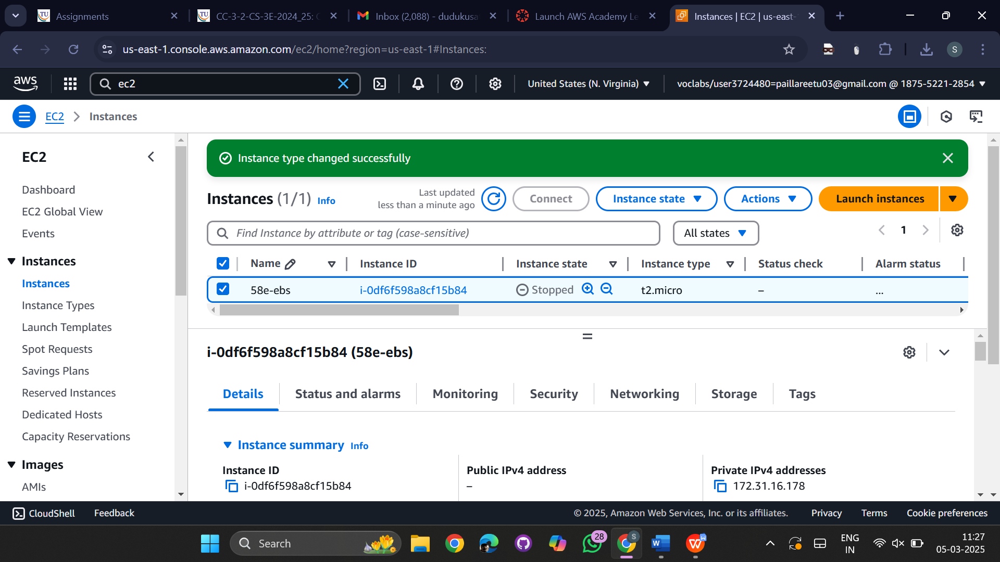 Assignments
CC-3-2-CS-3E-2024_25: C
Inbox (2,088) - dudukusa
Launch AWS Academy Le
Instances | EC2 | us-east-
us-east-1.console.aws.amazon.com/ec2/home?region=us-east-1#Instances:
S
aws
ec2
United States (N. Virginia)
voclabs/user3724480=paillareetu03@gmail.com @ 1875-5221-2854
EC2
Instances
EC2
Dashboard
EC2 Global View
Events
Instances
Instances
Instance Types
Launch Templates
Spot Requests
Savings Plans
Reserved Instances
Dedicated Hosts
Capacity Reservations
Images
AMIs
Instance type changed successfully
Instances (1/1) Info
Last updated
less than a minute ago
Connect
Instance state
Actions
Launch instances
Find Instance by attribute or tag (case-sensitive)
All states
1
Name
Instance ID
Instance state
Instance type
Status check
Alarm status
58e-ebs
i-0df6f598a8cf15b84
Stopped
t2.micro
–
...
i-0df6f598a8cf15b84 (58e-ebs)
Details
Status and alarms
Monitoring
Security
Networking
Storage
Tags
Instance summary Info
Instance ID
i-0df6f598a8cf15b84
Public IPv4 address
–
Private IPv4 addresses
172.31.16.178
CloudShell
Feedback
© 2025, Amazon Web Services, Inc. or its affiliates.
Privacy
Terms
Cookie preferences
Search
28
S
W
W
ENG
IN
11:27
05-03-2025